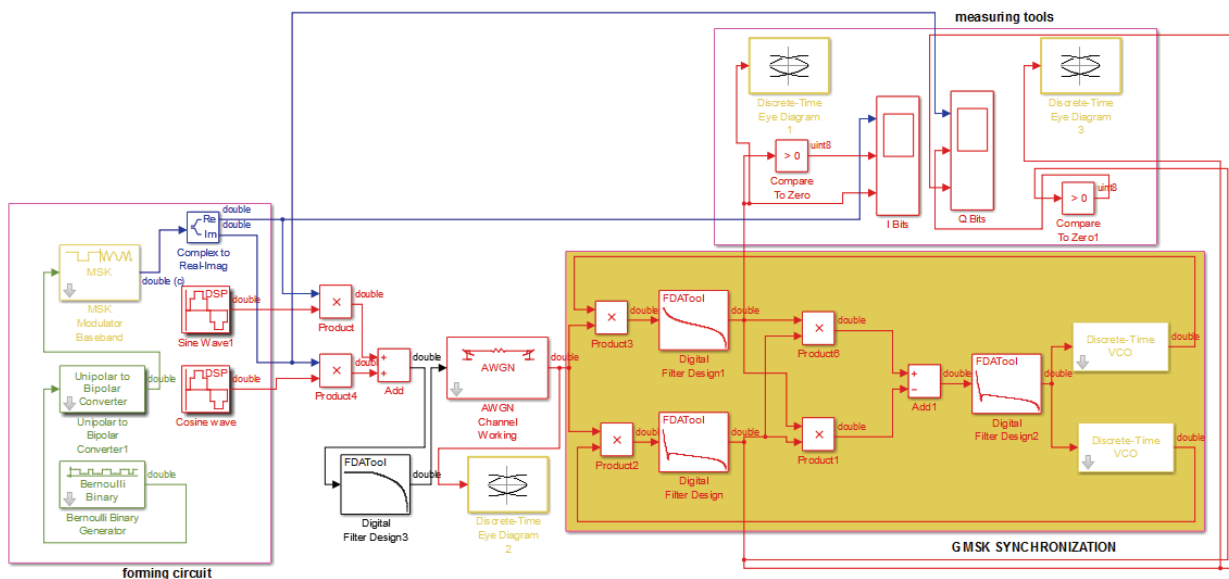 measuring tools
Discrete-Time
Eye Diagram
1
Discrete-Time
Eye Diagram
3
> 0
uint8
Compare
To Zero
I Bits
Q Bits
> 0
uint8
Compare
To Zero1
double
Re
Im
double
Complex to
Real-Imag
MSK
double (c)
MSK
Modulator
Baseband
DSP
double
Sine Wave1
Unipolar to
Bipolar
Converter
double
Unipolar to
Bipolar
Converter1
DSP
double
Cosine wave
Bernoulli
Binary
double
Bernoulli Binary
Generator
forming circuit
×
double
Product
×
double
Product4
+
+
double
Add
FDATool
double
Digital
Filter Design3
AWGN
double
AWGN
Channel
Working
Discrete-Time
Eye Diagram
2
×
double
Product3
FDATool
double
Digital
Filter Design1
×
double
Product2
FDATool
double
Digital
Filter Design
×
double
Product6
×
double
Product1
+
−
double
Add1
FDATool
double
Digital
Filter Design2
Discrete-Time
VCO
double
Discrete-Time
VCO
double
GMSK SYNCHRONIZATION